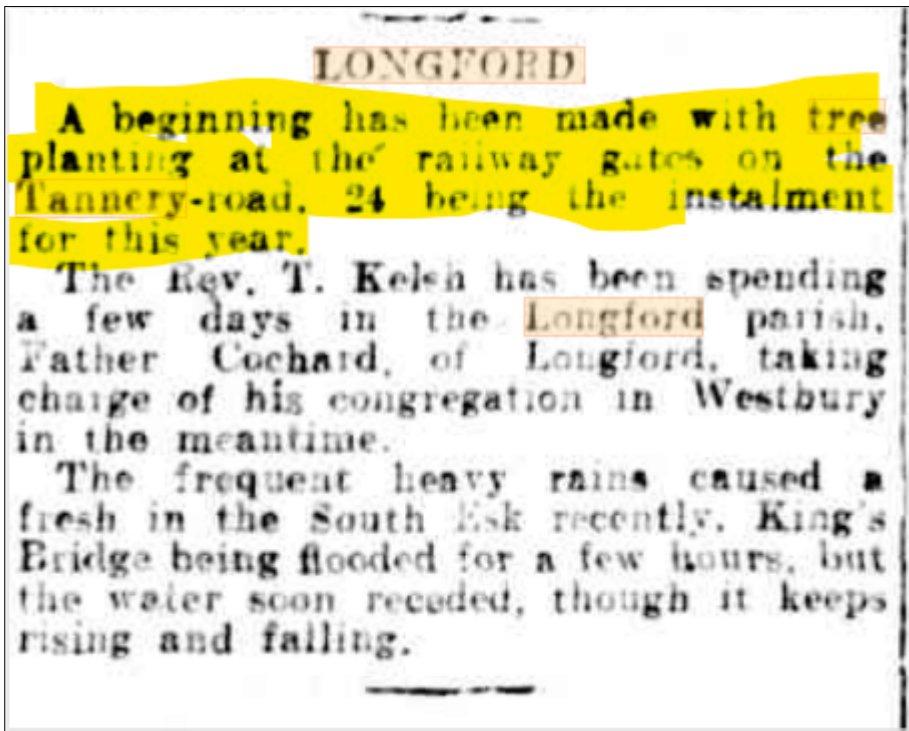 LONGFORD
A beginning has been made with tree
planting at the railway gates on the
Tannery-road, 24 being the instalment
for this year.
The Rev. T. Kelsh has been spending
a few days in the Longford parish,
Father Cochard, of Longford, taking
charge of his congregation in Westbury
in the meantime.
The frequent heavy rains caused a
fresh in the South Esk recently, King's
Bridge being flooded for a few hours, but
the water soon receded, though it keeps
rising and falling.